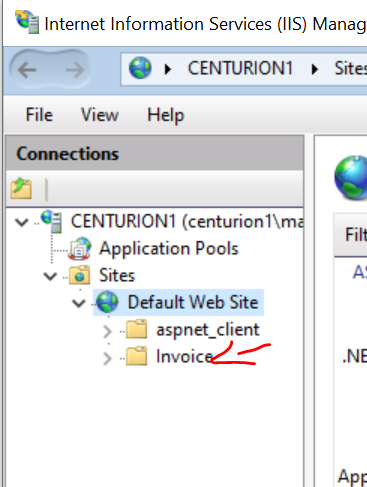 Internet Information Services (IIS) Manag
CENTURION1 Sites
File View Help
Connections
CENTURION1 (centurion1\ma
Application Pools
Sites
Default Web Site
aspnet_client
Invoice
Filt
AS
.NE
App